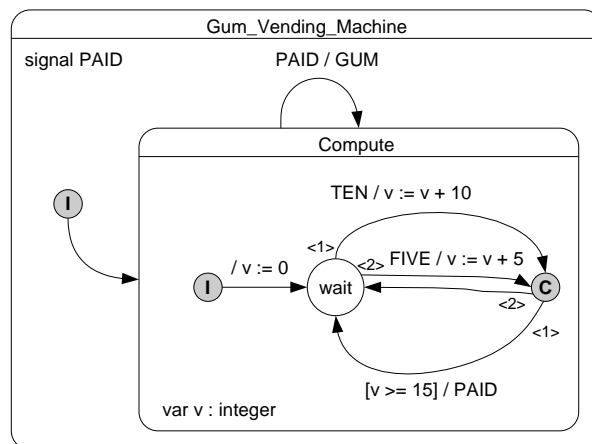 Gum_Vending_Machine
signal PAID
PAID / GUM
Compute
I
TEN / v := v + 10
<1>
<2>
FIVE / v := v + 5
/ v := 0
I
wait
C
<2>
<1>
[v >= 15] / PAID
var v : integer